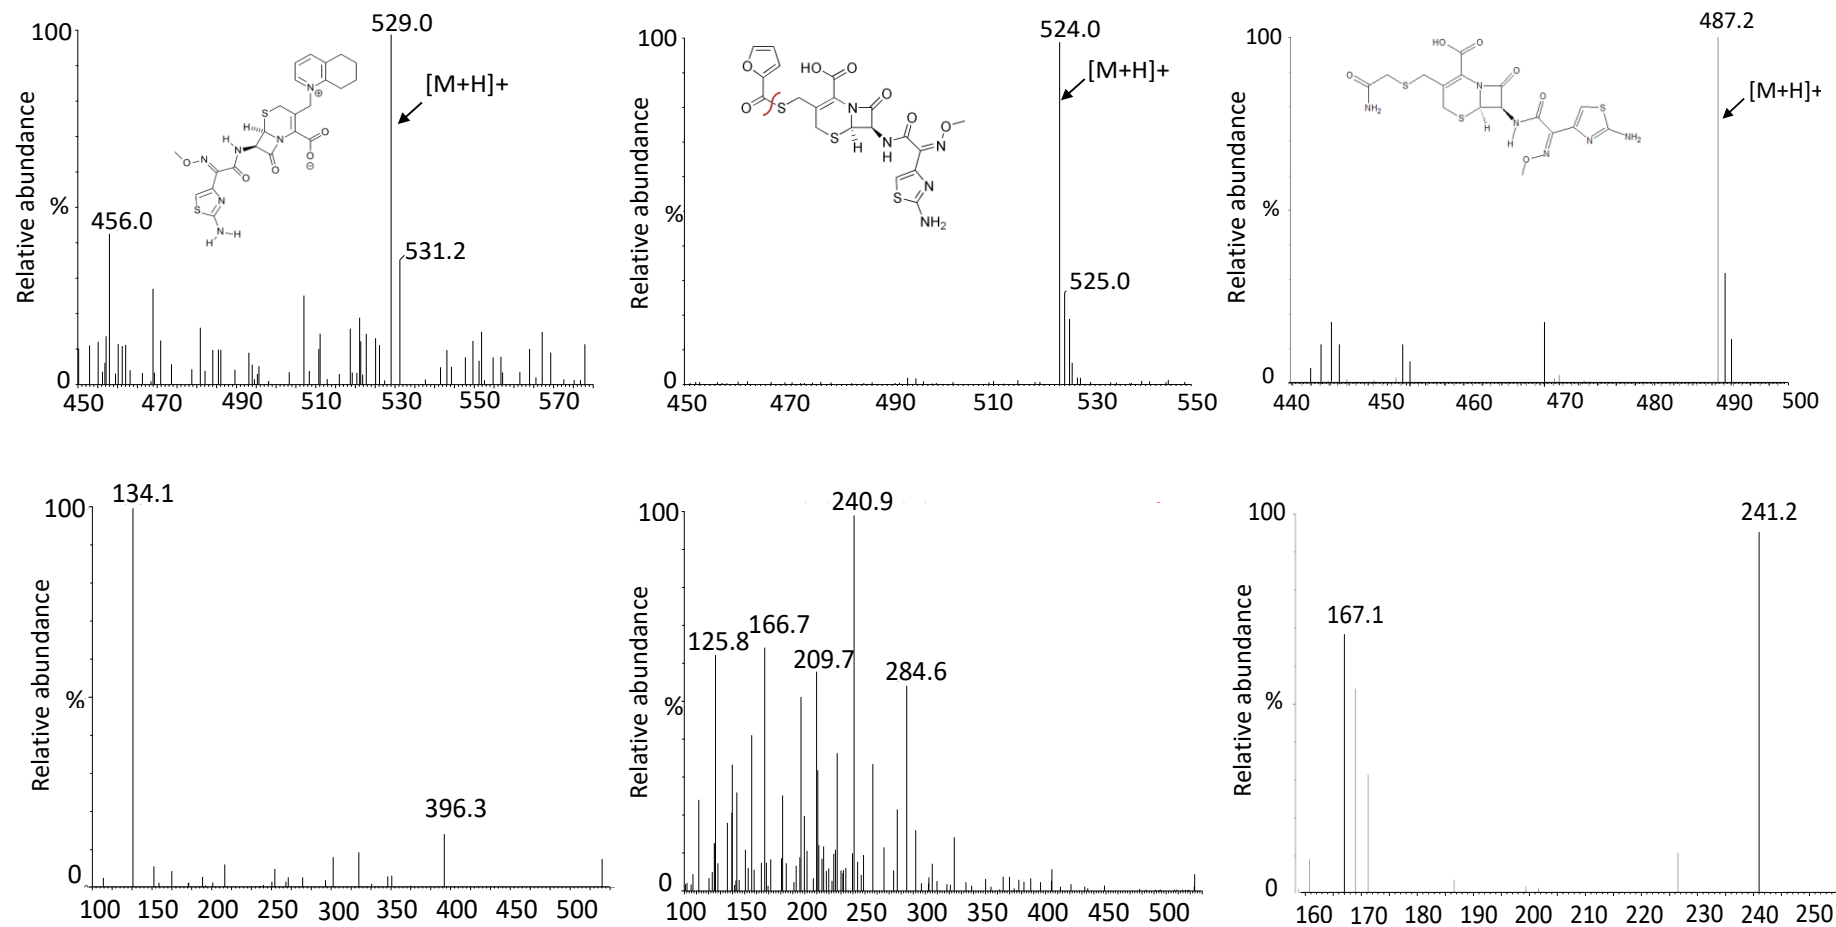 529.0
100
[M+H]+
Relative abundance
%
456.0
531.2
0
450 470 490 510 530 550 570
N
⊕
S
H
N
O
O
⊖
H
N
O
O
N
O
N
S
N
H
H
524.0
100
[M+H]+
Relative abundance
%
525.0
0
450 470 490 510 530 550
O
O
S
HO
O
N
O
S
H
N
H
O
O
N
N
S
NH2
487.2
100
[M+H]+
Relative abundance
%
0
440 450 460 470 480 490 500
HO
O
O
NH2
S
N
O
S
H
N
H
O
S
N
NH2
O
N
134.1
100
Relative abundance
%
396.3
0
100 150 200 250 300 350 400 450 500
240.9
100
Relative abundance
%
125.8
166.7
209.7
284.6
0
100 150 200 250 300 350 400 450 500
241.2
100
Relative abundance
%
167.1
0
160 170 180 190 200 210 220 230 240 250